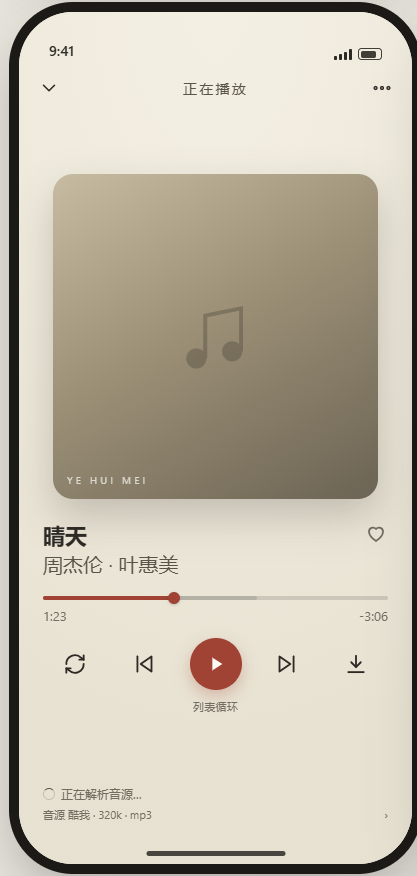 9:41
正在播放
YE HUI MEI
晴天
周杰伦 · 叶惠美
1:23
-3:06
列表循环
正在解析音源...
音源 酷我 · 320k · mp3